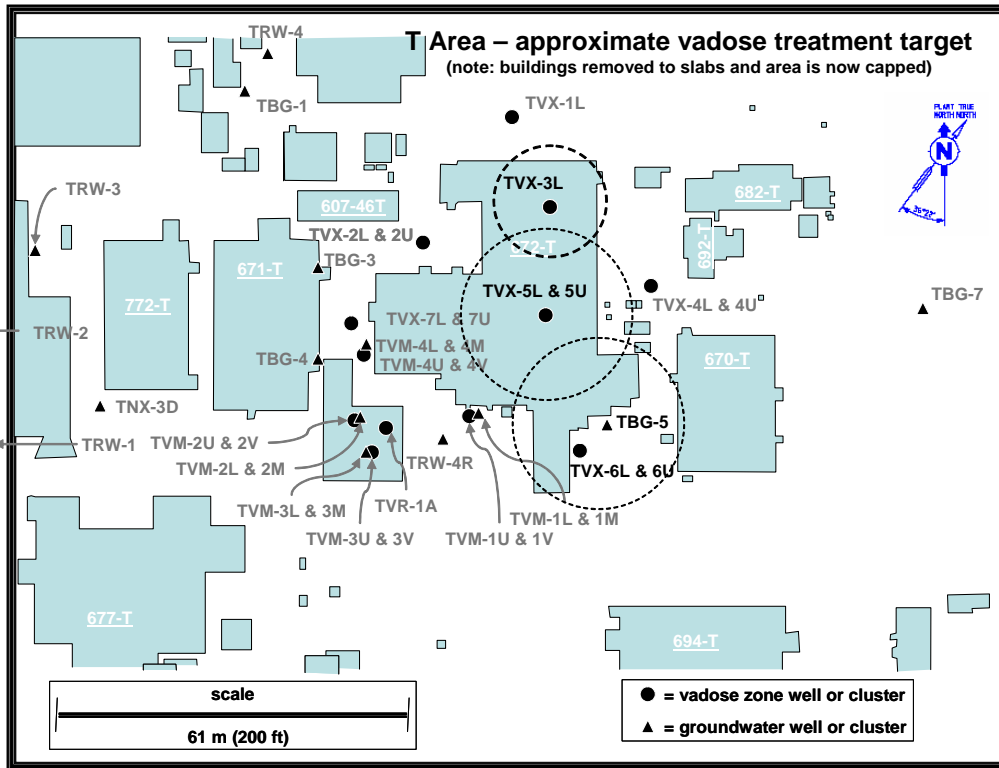 TRW-4
T Area – approximate vadose treatment target
(note: buildings removed to slabs and area is now capped)
TBG-1
TVX-1L
PLANT TRUE
NORTH NORTH
N
TRW-3
TVX-3L
682-T
607-46T
36°22'
TVX-2L & 2U
672-T
692-T
671-T
TBG-3
TVX-5L & 5U
TVX-4L & 4U
TBG-7
772-T
TVX-7L & 7U
TRW-2
TVM-4L & 4M
TBG-4
TVM-4U & 4V
670-T
TNX-3D
TBG-5
TRW-1
TVM-2U & 2V
TRW-4R
TVM-2L & 2M
TVX-6L & 6U
TVR-1A
TVM-3L & 3M
TVM-1L & 1M
TVM-3U & 3V
TVM-1U & 1V
677-T
694-T
scale
61 m (200 ft)
= vadose zone well or cluster
= groundwater well or cluster